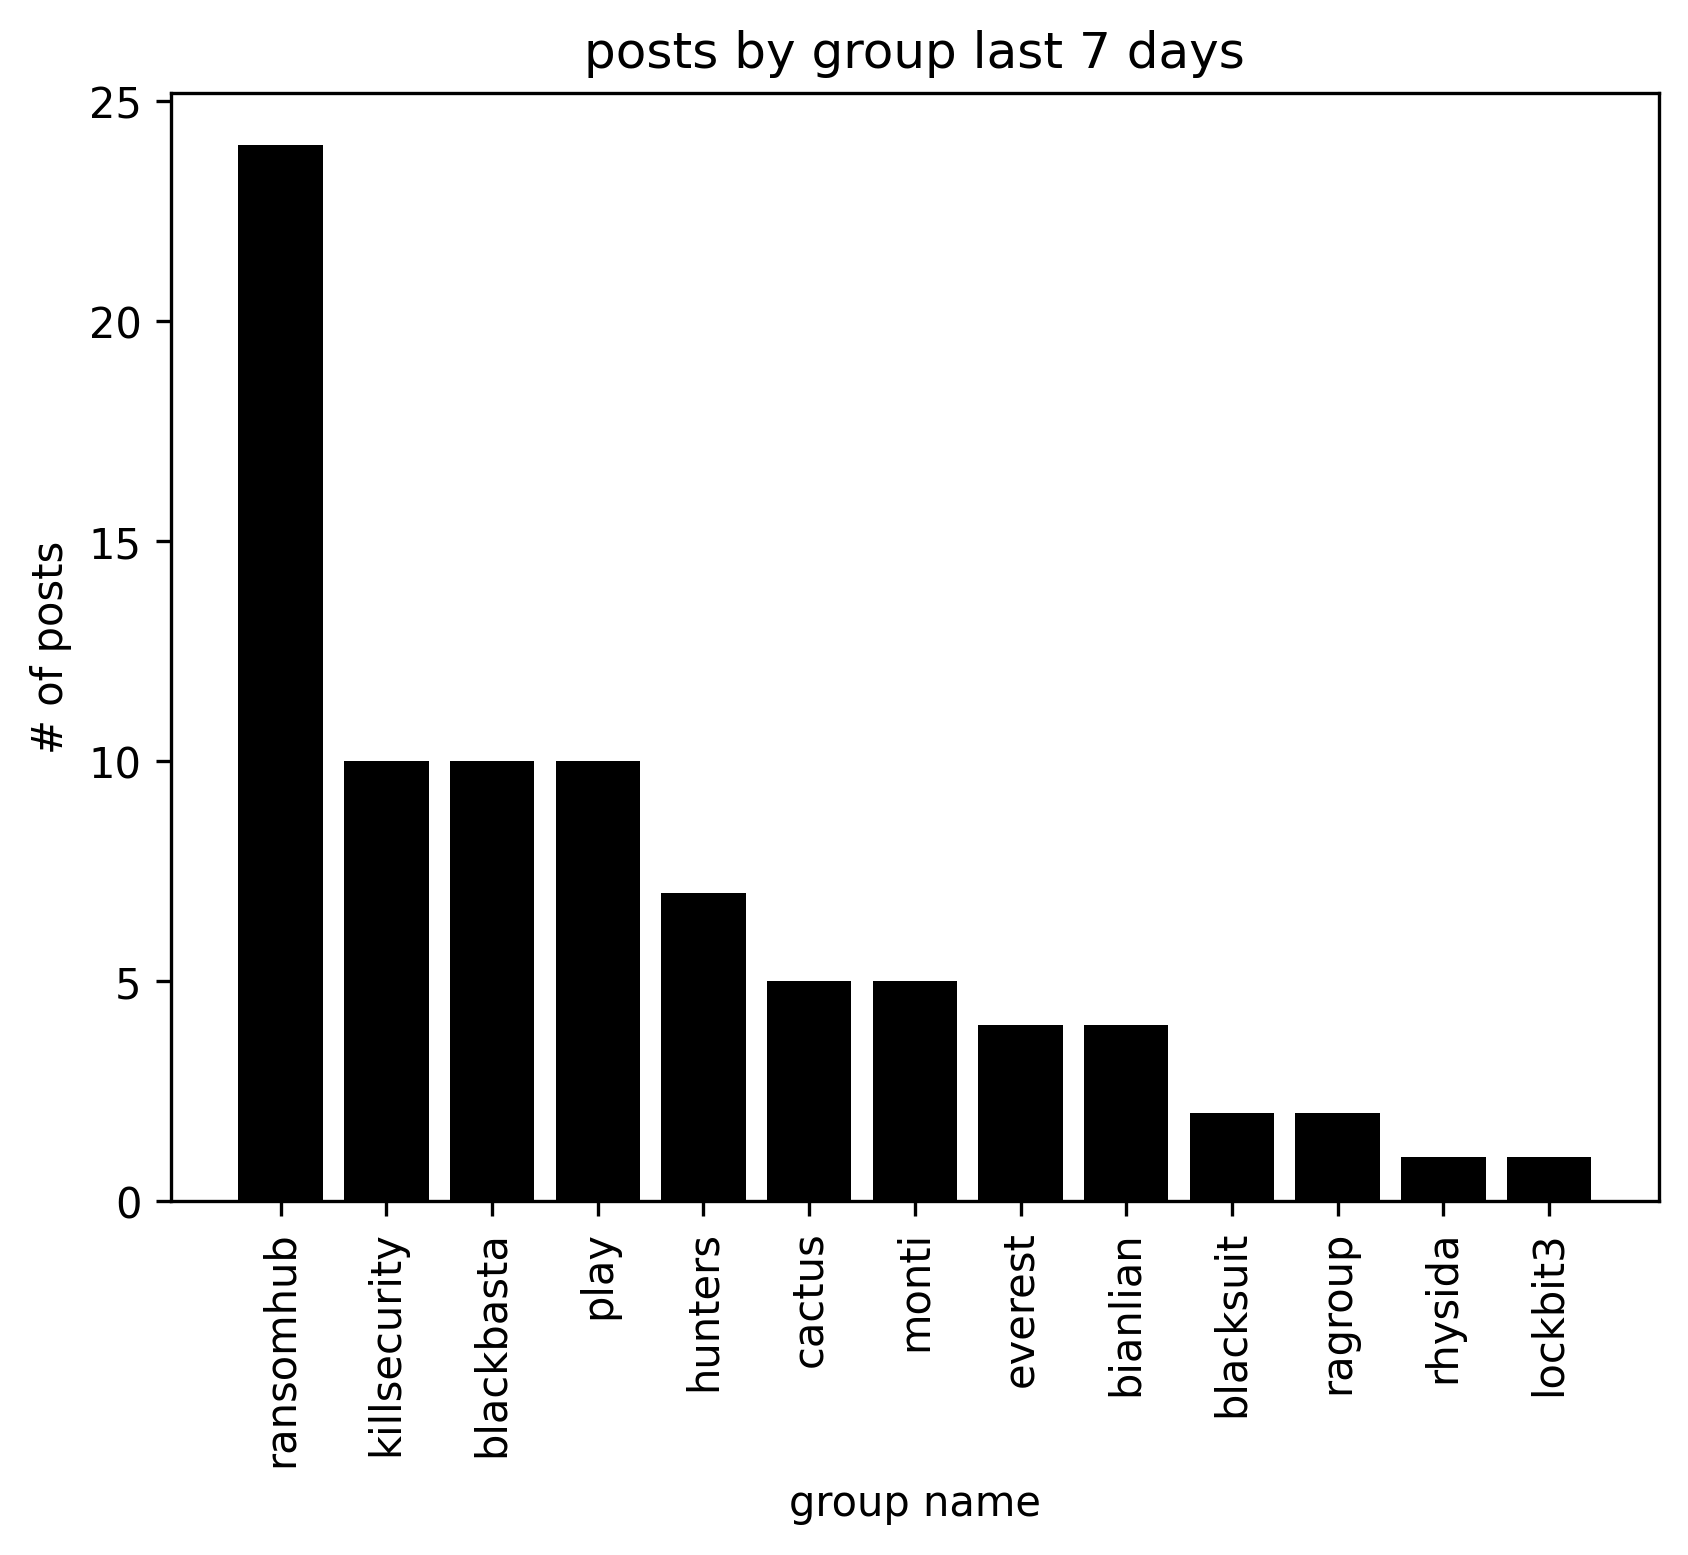 posts by group last 7 days
25
20
15
10
5
0
# of posts
ransomhub
killsecurity
blackbasta
play
hunters
cactus
monti
everest
bianlian
blacksuit
ragroup
rhysida
lockbit3
group name